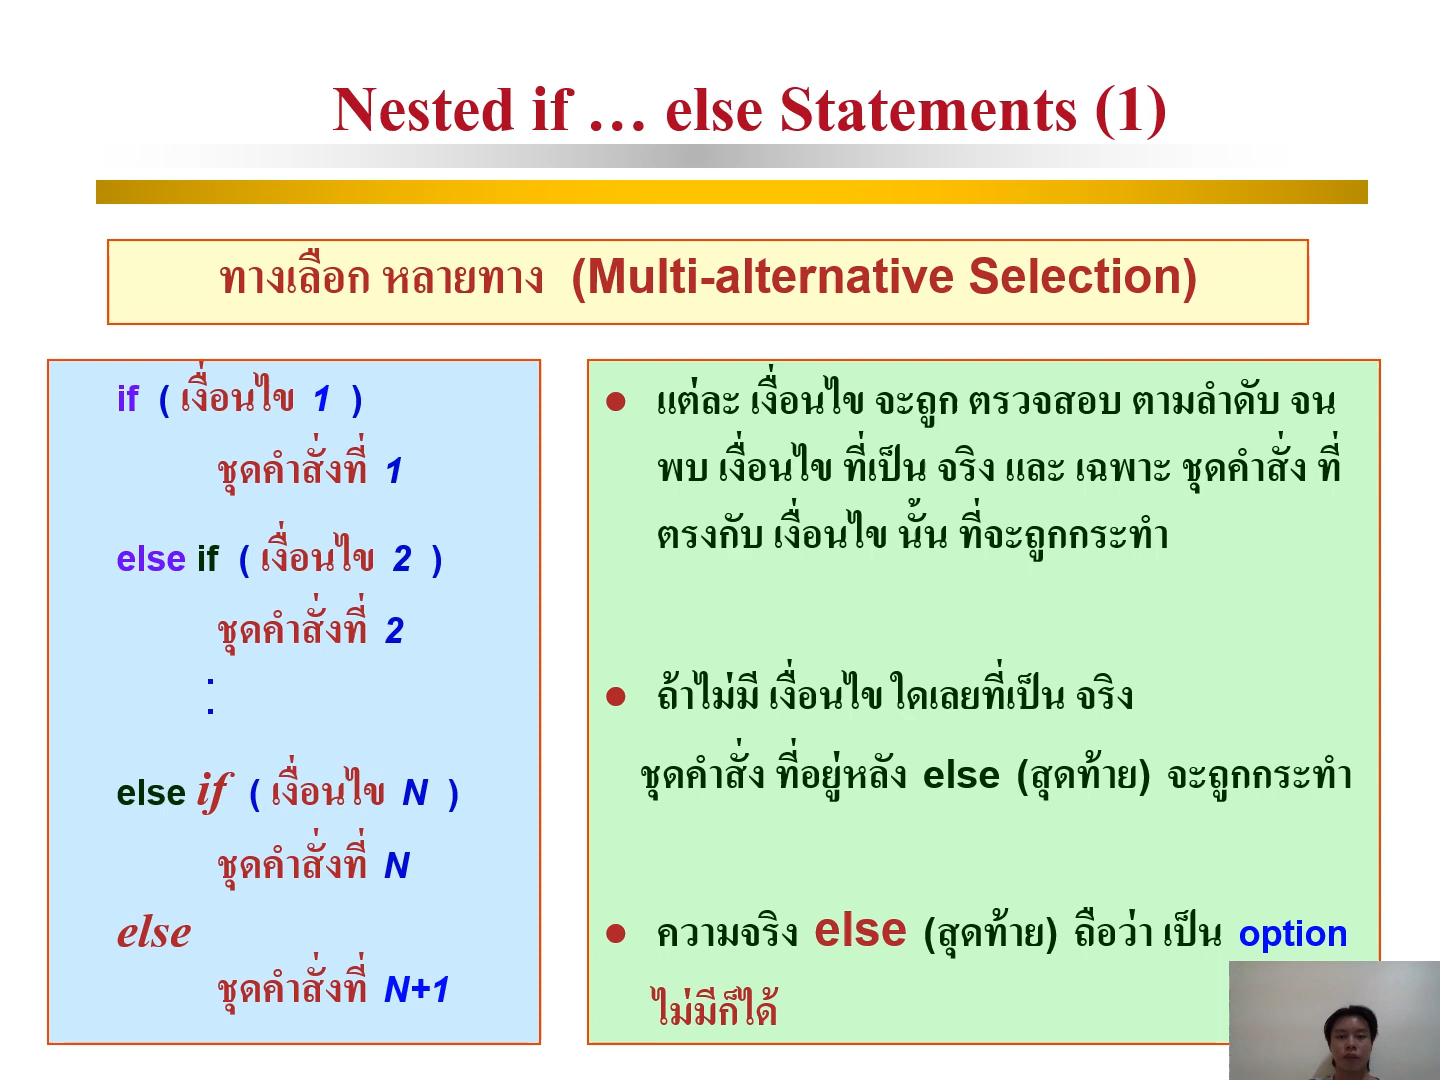 Nested if … else Statements (1)
ทางเลือก หลายทาง (Multi-alternative Selection)
if ( เงื่อนไข 1 )
ชุดคำสั่งที่ 1
else if ( เงื่อนไข 2 )
ชุดคำสั่งที่ 2
.
.
else if ( เงื่อนไข N )
ชุดคำสั่งที่ N
else
ชุดคำสั่งที่ N+1
● แต่ละ เงื่อนไข จะถูก ตรวจสอบ ตามลำดับ จน
พบ เงื่อนไข ที่เป็น จริง และ เฉพาะ ชุดคำสั่ง ที่
ตรงกับ เงื่อนไข นั้น ที่จะถูกกระทำ
● ถ้าไม่มี เงื่อนไข ใดเลยที่เป็น จริง
ชุดคำสั่ง ที่อยู่หลัง else (สุดท้าย) จะถูกกระทำ
● ความจริง else (สุดท้าย) ถือว่า เป็น option
ไม่มีก็ได้